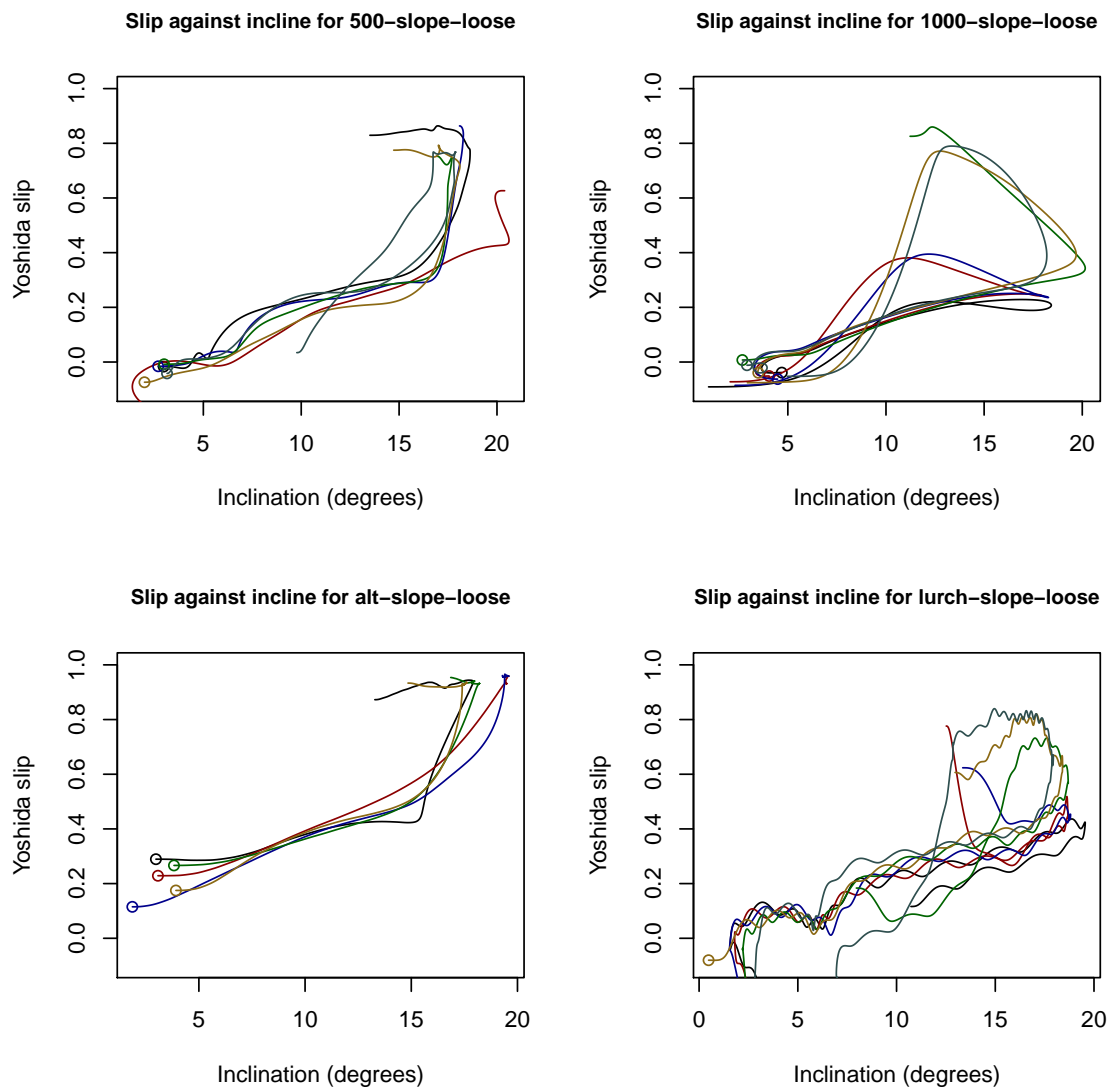 Slip against incline for 500−slope−loose
Slip against incline for 1000−slope−loose
Yoshida slip
0.0 0.2 0.4 0.6 0.8 1.0
5 10 15 20
Inclination (degrees)
Yoshida slip
0.0 0.2 0.4 0.6 0.8 1.0
5 10 15 20
Inclination (degrees)
Slip against incline for alt−slope−loose
Slip against incline for lurch−slope−loose
Yoshida slip
0.0 0.2 0.4 0.6 0.8 1.0
5 10 15 20
Inclination (degrees)
Yoshida slip
0.0 0.2 0.4 0.6 0.8 1.0
0 5 10 15 20
Inclination (degrees)